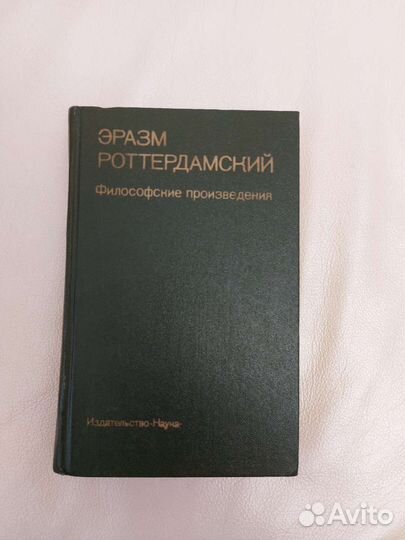 ЭРАЗМ
РОТТЕРДАМСКИЙ
Философские произведения
Издательство·Наука·
Avito